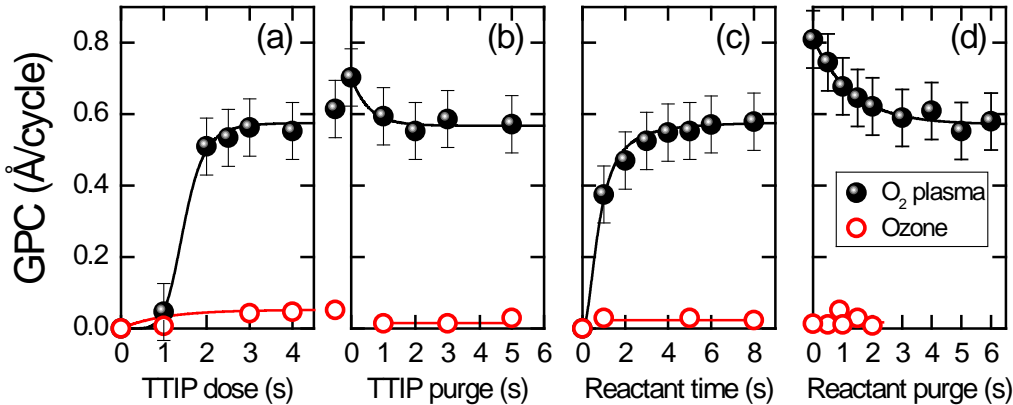 (a)
(b)
(c)
(d)
GPC (Å/cycle)
0.8
0.6
0.4
0.2
0.0
O₂ plasma
Ozone
0 1 2 3 4
0 1 2 3 4 5 6
0 2 4 6 8
0 1 2 3 4 5 6
TTIP dose (s)
TTIP purge (s)
Reactant time (s)
Reactant purge (s)